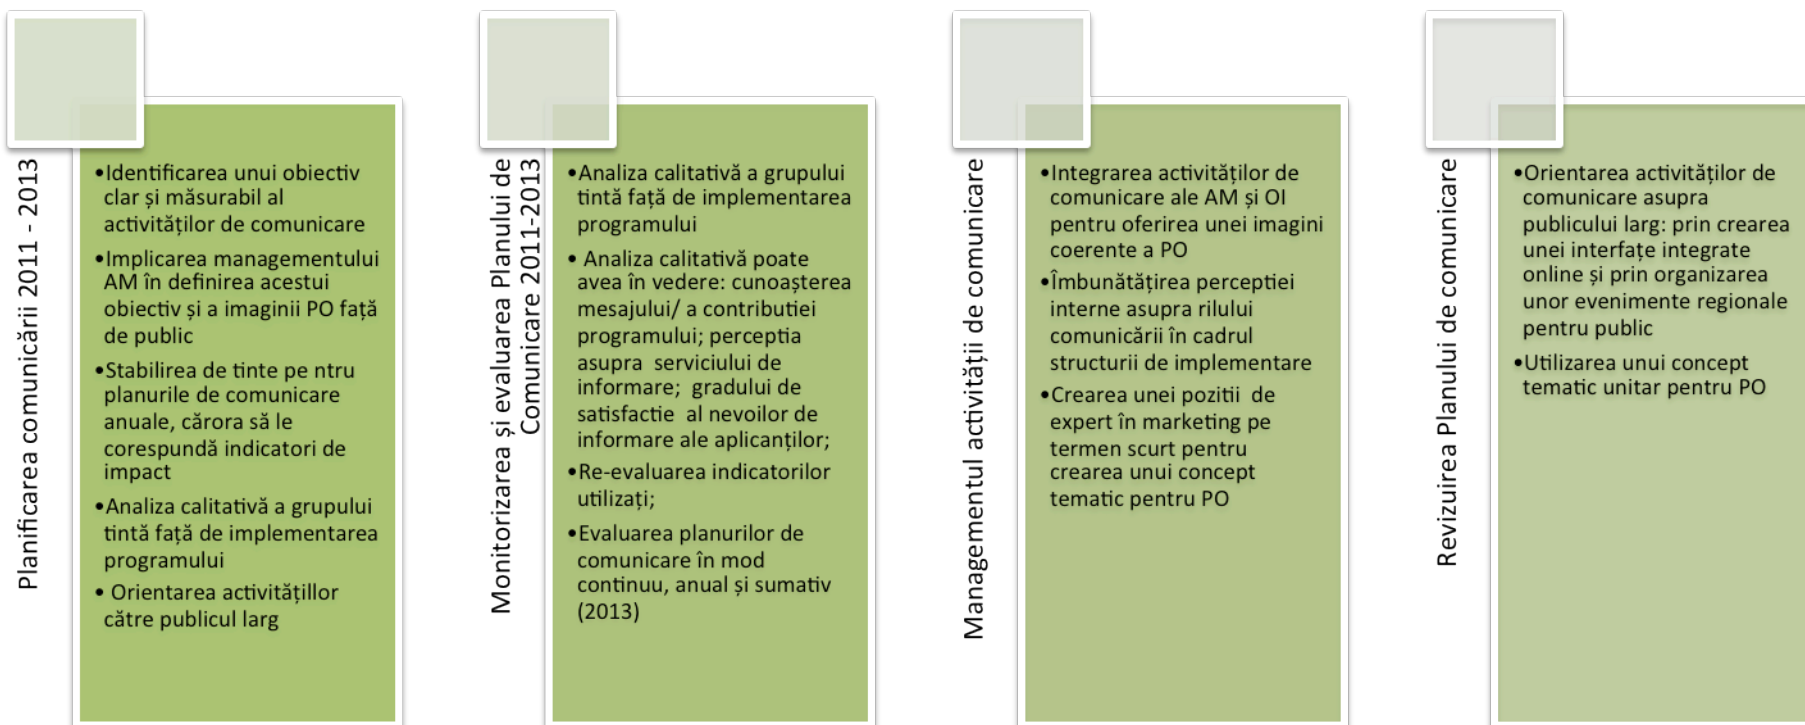 Planificarea comunicării 2011 - 2013
•Identificarea unui obiectiv
clar și măsurabil al
activităților de comunicare
•Implicarea managementului
AM în definirea acestui
obiectiv și a imaginii PO față
de public
•Stabilirea de tinte pe ntru
planurile de comunicare
anuale, cărora să le
corespundă indicatori de
impact
•Analiza calitativă a grupului
tintă față de implementarea
programului
• Orientarea activitățillor
către publicul larg
Monitorizarea și evaluarea Planului de
Comunicare 2011-2013
•Analiza calitativă a grupului
tintă față de implementarea
programului
• Analiza calitativă poate
avea în vedere: cunoașterea
mesajului/ a contributiei
programului; perceptia
asupra serviciului de
informare; gradului de
satisfactie al nevoilor de
informare ale aplicanților;
•Re-evaluarea indicatorilor
utilizați;
•Evaluarea planurilor de
comunicare în mod
continuu, anual și sumativ
(2013)
Managementul activității de comunicare
•Integrarea activităților de
comunicare ale AM și OI
pentru oferirea unei imagini
coerente a PO
•Îmbunătățirea perceptiei
interne asupra rilului
comunicării în cadrul
structurii de implementare
•Crearea unei pozitii de
expert în marketing pe
termen scurt pentru
crearea unui concept
tematic pentru PO
Revizuirea Planului de comunicare
•Orientarea activităților de
comunicare asupra
publicului larg: prin crearea
unei interfațe integrate
online și prin organizarea
unor evenimente regionale
pentru public
•Utilizarea unui concept
tematic unitar pentru PO